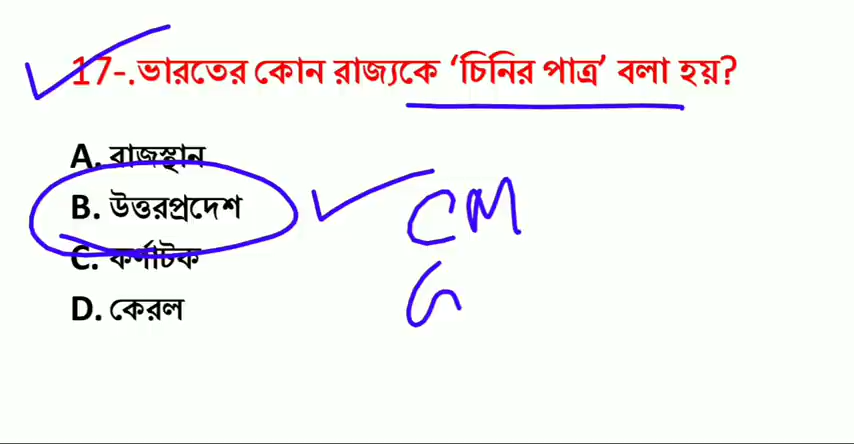 17-.ভারতের কোন রাজ্যকে ‘চিনির পাত্র’ বলা হয়?
A. রাজস্থান
B. উত্তরপ্রদেশ
C. কর্ণাটক
D. কেরল
CM
G